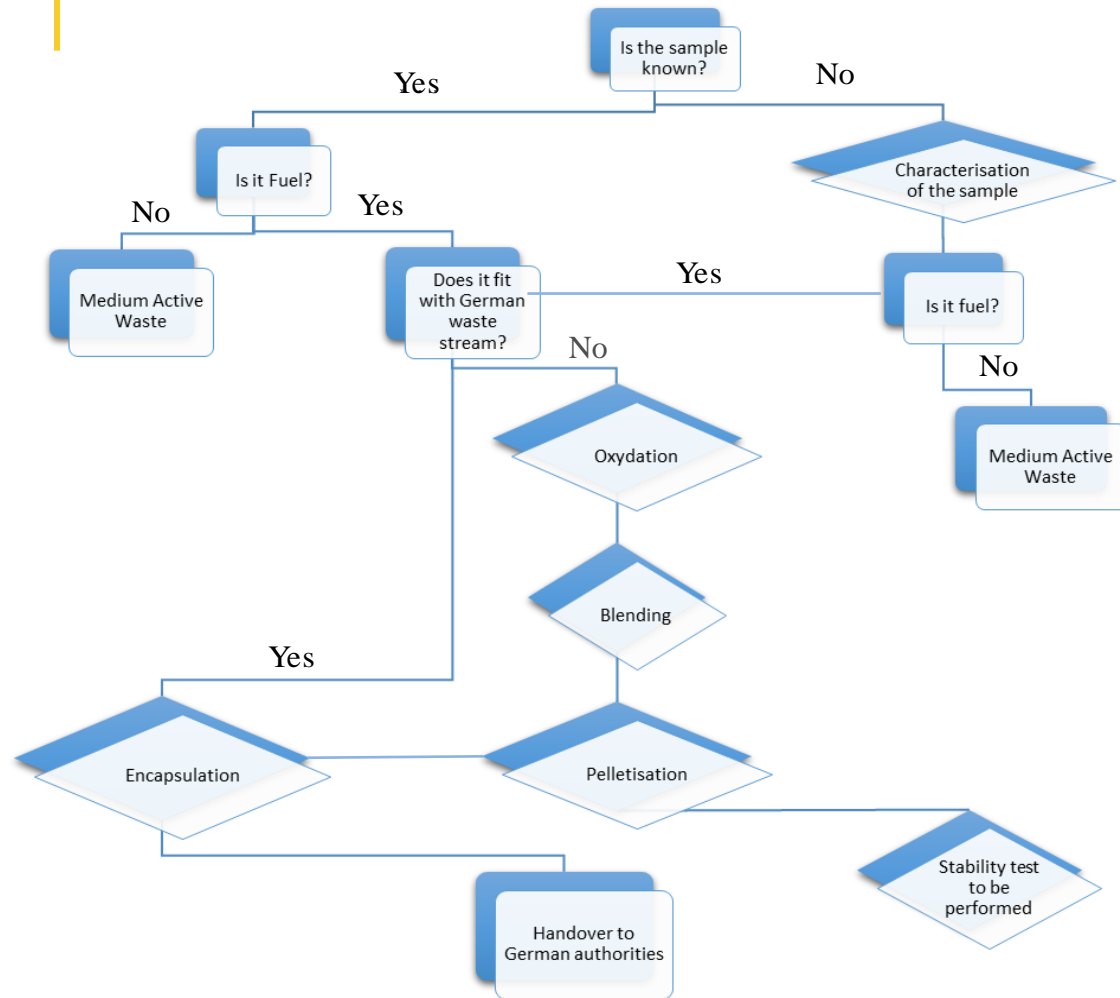 Is the sample
known?
Yes
No
Is it Fuel?
Characterisation
of the sample
No
Yes
Medium Active
Waste
Does it fit
with German
waste
stream?
Yes
Is it fuel?
No
No
Oxydation
Medium Active
Waste
Blending
Yes
Encapsulation
Pelletisation
Stability test
to be
performed
Handover to
German authorities